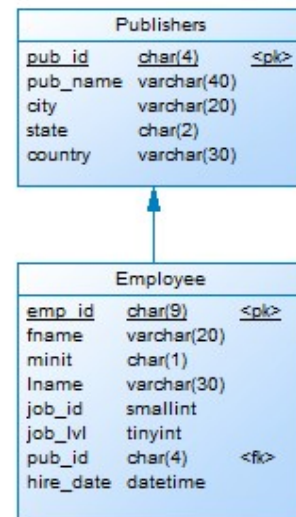 Publishers
pub_id char(4) <pk>
pub_name varchar(40)
city varchar(20)
state char(2)
country varchar(30)
Employee
emp_id char(9) <pk>
fname varchar(20)
minit char(1)
lname varchar(30)
job_id smallint
job_lvl tinyint
pub_id char(4) <fk>
hire_date datetime